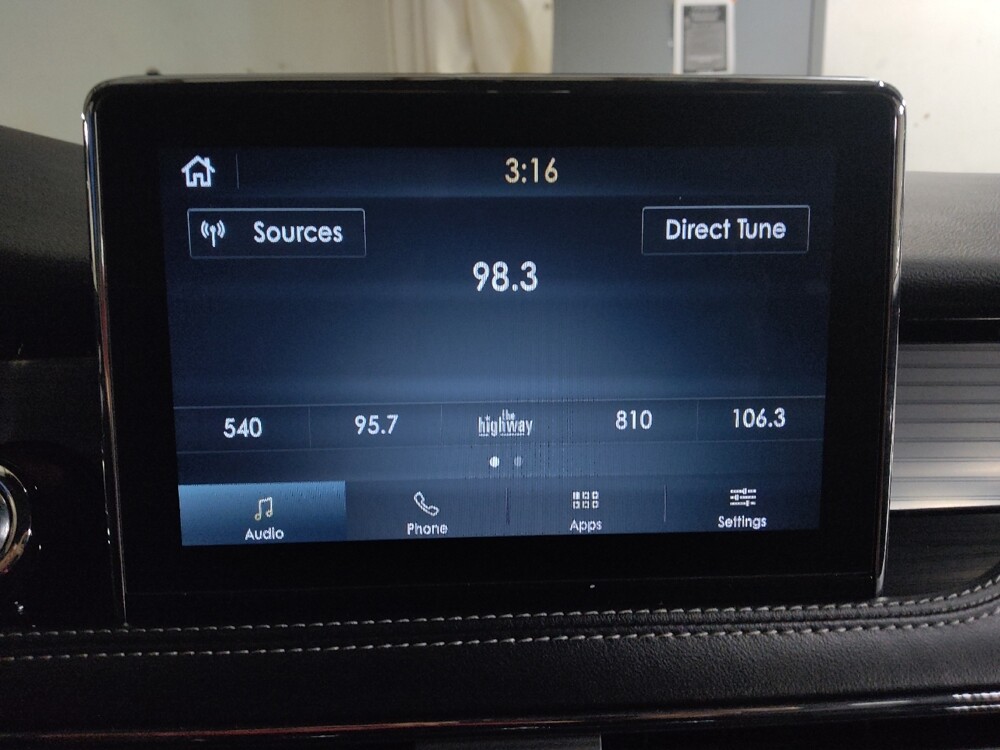 3:16
Sources
Direct Tune
98.3
540
95.7
the
highway
810
106.3
Audio
Phone
Apps
Settings